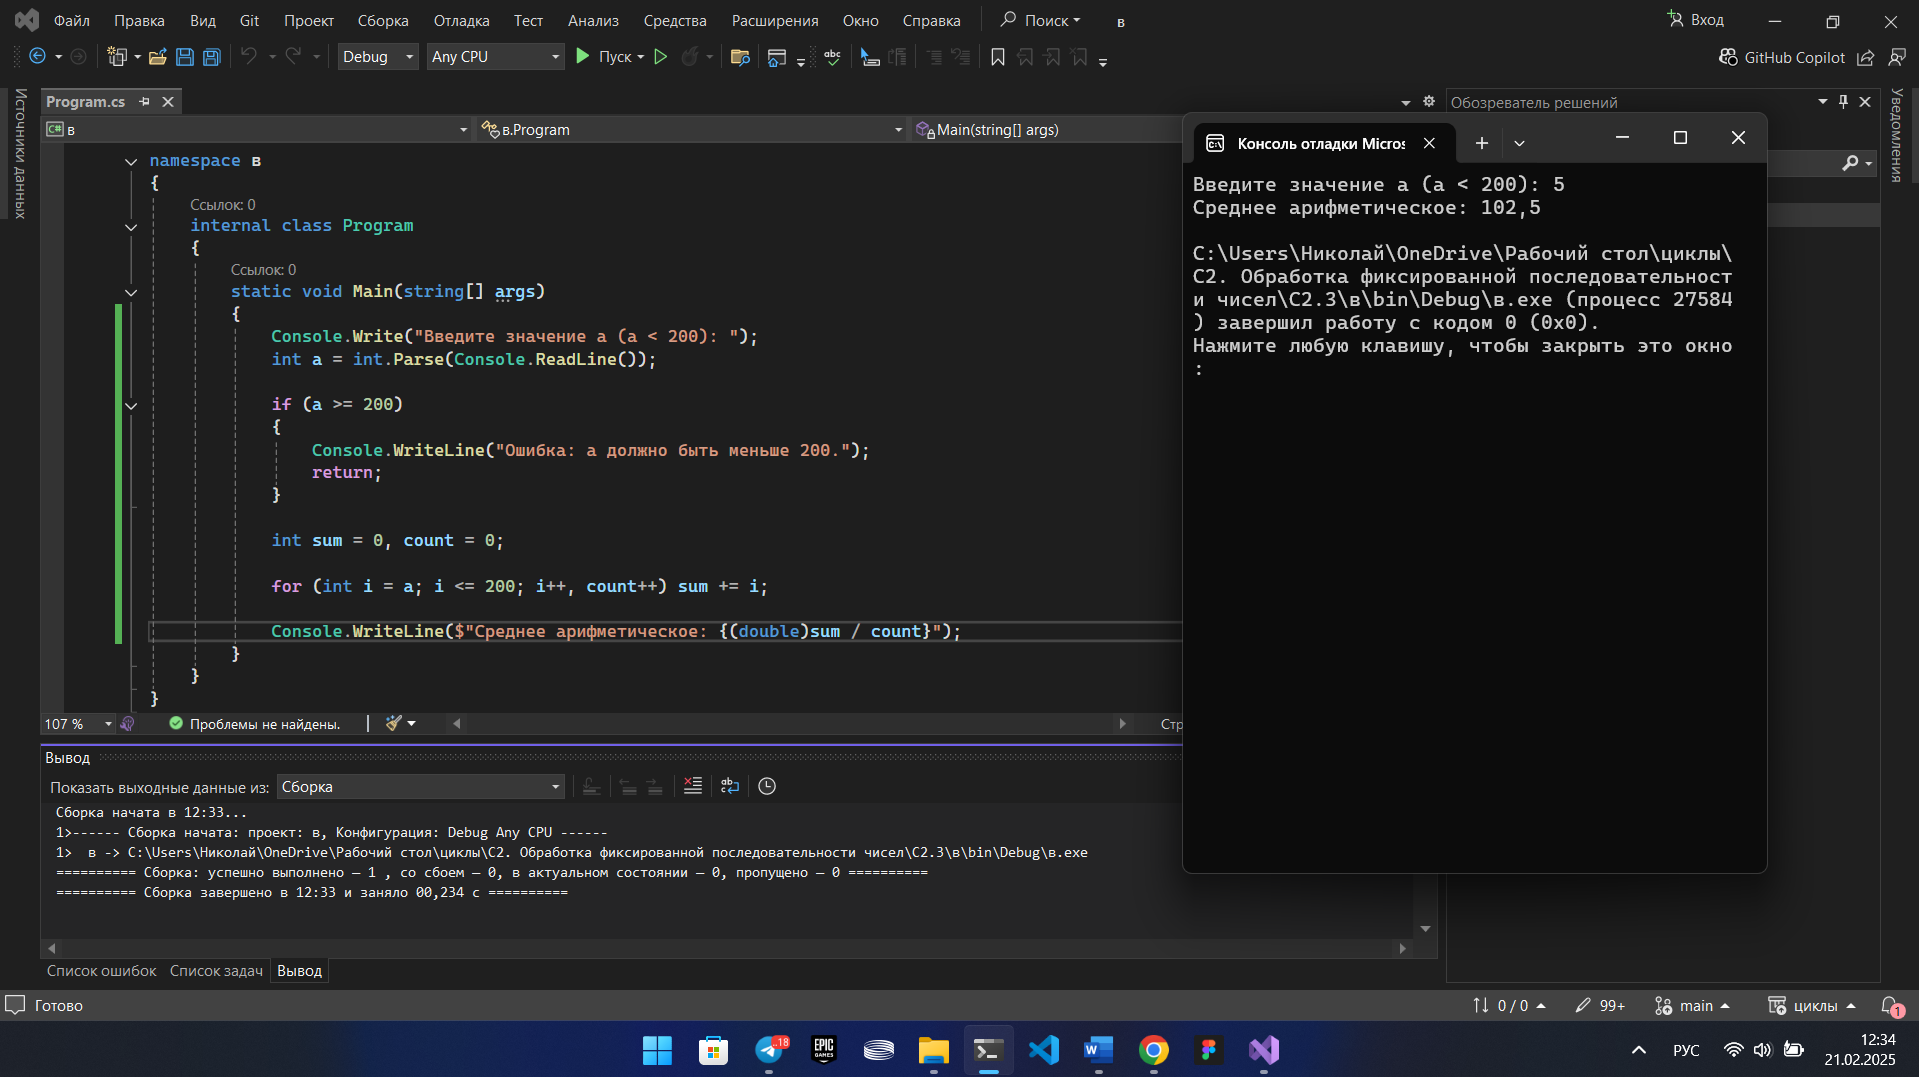 Файл Правка Вид Git Проект Сборка Отладка Тест Анализ Средства Расширения Окно Справка Поиск в Вход
Debug Any CPU Пуск GitHub Copilot
Источники данных
Program.cs
Обозреватель решений
Уведомления
C# в
в.Program
Main(string[] args)
namespace в
{
Ссылок: 0
internal class Program
{
Ссылок: 0
static void Main(string[] args)
{
Console.Write("Введите значение a (a < 200): ");
int a = int.Parse(Console.ReadLine());
if (a >= 200)
{
Console.WriteLine("Ошибка: a должно быть меньше 200.");
return;
}
int sum = 0, count = 0;
for (int i = a; i <= 200; i++, count++) sum += i;
Console.WriteLine($"Среднее арифметическое: {(double)sum / count}");
}
}
}
107 % Проблемы не найдены. Стр
Консоль отладки Micros
Введите значение a (a < 200): 5
Среднее арифметическое: 102,5
C:\Users\Николай\OneDrive\Рабочий стол\циклы\
C2. Обработка фиксированной последовательност
и чисел\C2.3\в\bin\Debug\в.exe (процесс 27584
) завершил работу с кодом 0 (0x0).
Нажмите любую клавишу, чтобы закрыть это окно
:
Вывод
Показать выходные данные из: Сборка
Сборка начата в 12:33...
1>------ Сборка начата: проект: в, Конфигурация: Debug Any CPU ------
1>  в -> C:\Users\Николай\OneDrive\Рабочий стол\циклы\C2. Обработка фиксированной последовательности чисел\C2.3\в\bin\Debug\в.exe
========== Сборка: успешно выполнено — 1 , со сбоем — 0, в актуальном состоянии — 0, пропущено — 0 ==========
========== Сборка завершено в 12:33 и заняло 00,234 с ==========
Список ошибок Список задач Вывод
Готово 0 / 0 99+ main циклы 1
..18
EPIC GAMES
W
РУС
12:34
21.02.2025